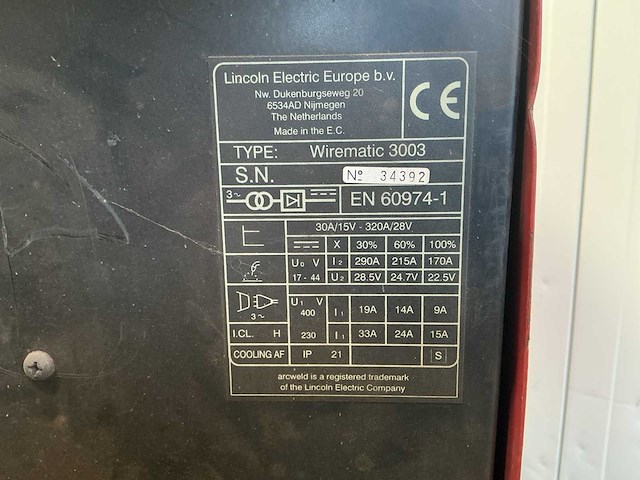 Lincoln Electric Europe b.v.
Nw. Dukenburgseweg 20
6534AD Nijmegen
The Netherlands
Made in the E.C.
CE
TYPE: Wirematic 3003
S.N. Nº 34392
3~ EN 60974-1
30A/15V - 320A/28V
X 30% 60% 100%
U₀ V I₂ 290A 215A 170A
17 - 44 U₂ 28.5V 24.7V 22.5V
U₁ V
400 I₁ 19A 14A 9A
3~
I.CL. H 230 I₁ 33A 24A 15A
COOLING AF IP 21 S
arcweld is a registered trademark
of the Lincoln Electric Company